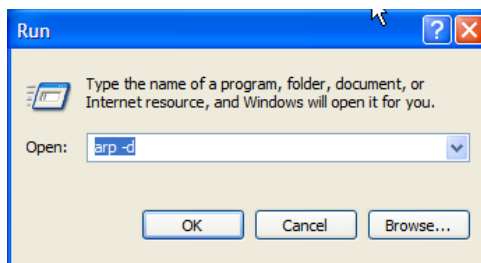 Run
Type the name of a program, folder, document, or
Internet resource, and Windows will open it for you.
Open:
arp -d
OK
Cancel
Browse...